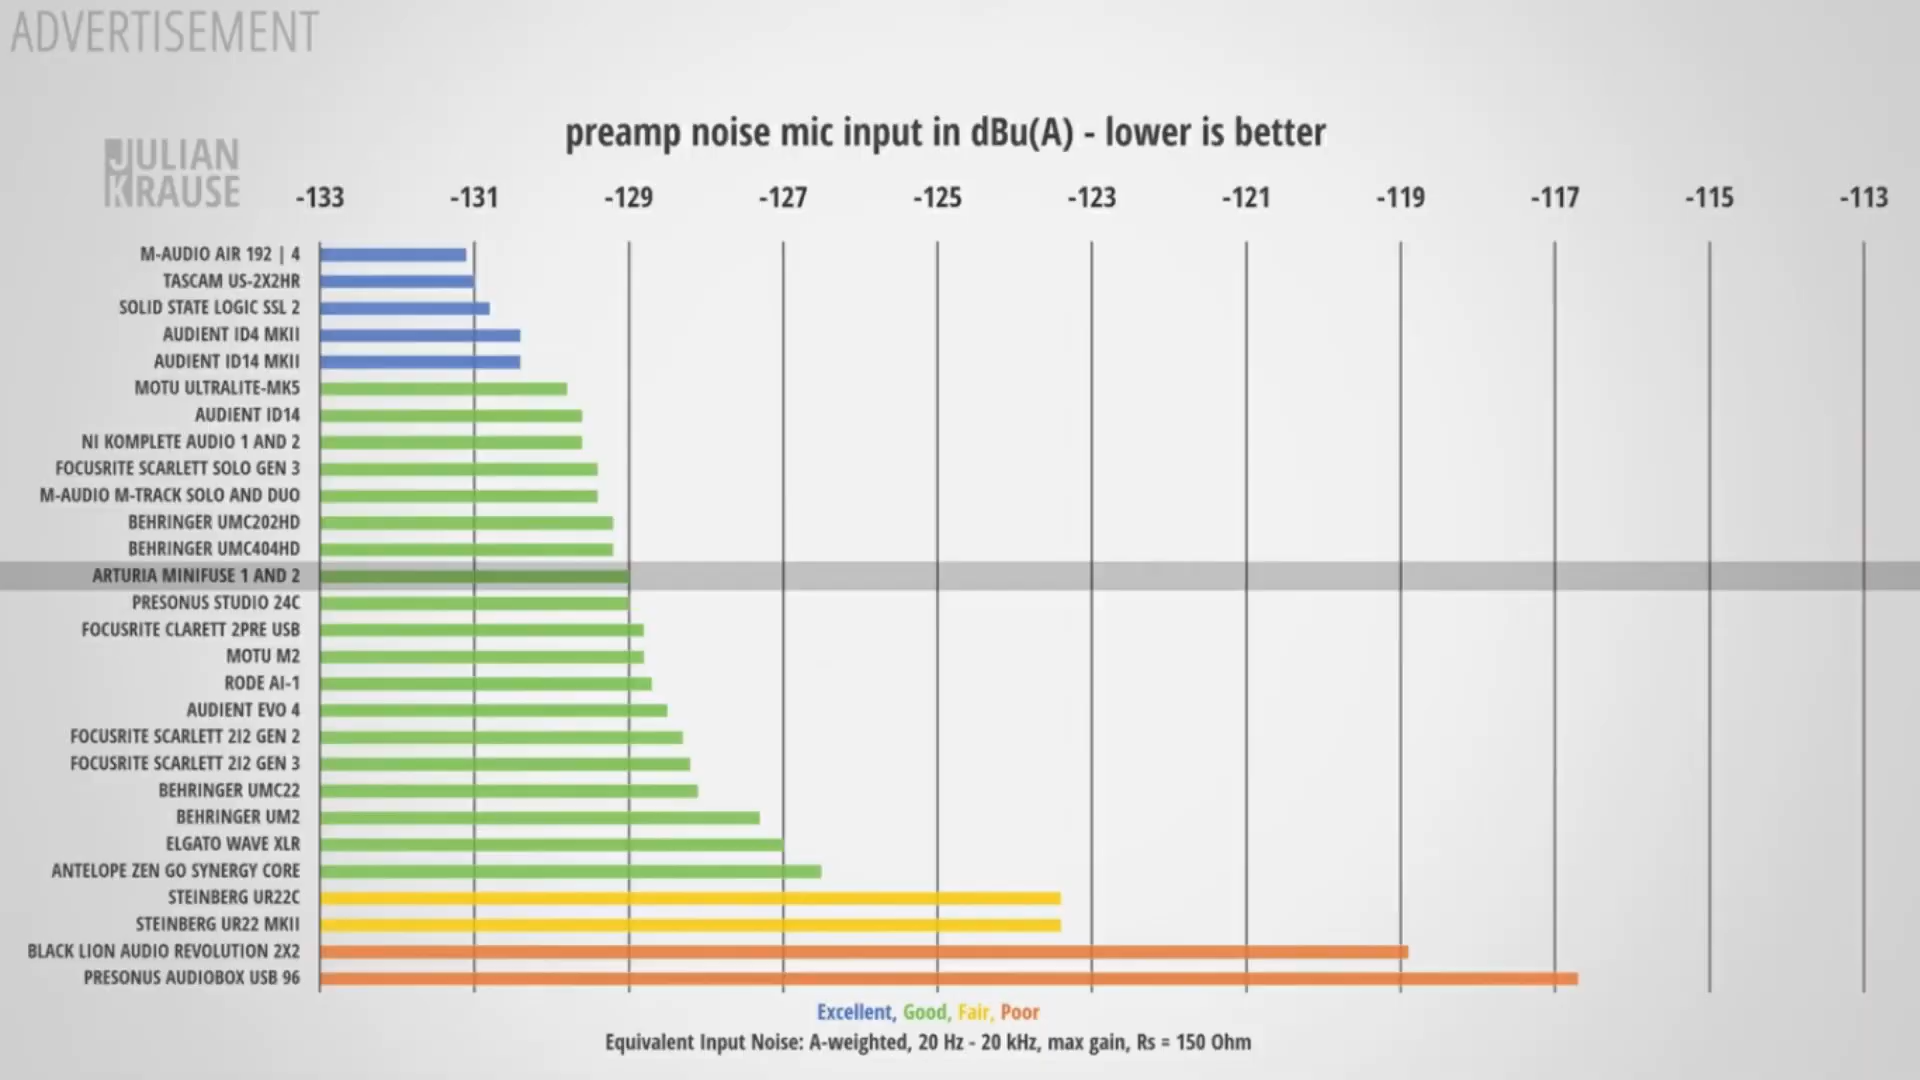 ADVERTISEMENT
preamp noise mic input in dBu(A) - lower is better
JULIAN
KRAUSE
-133 -131 -129 -127 -125 -123 -121 -119 -117 -115 -113
M-AUDIO AIR 192 | 4
TASCAM US-2X2HR
SOLID STATE LOGIC SSL 2
AUDIENT ID4 MKII
AUDIENT ID14 MKII
MOTU ULTRALITE-MK5
AUDIENT ID14
NI KOMPLETE AUDIO 1 AND 2
FOCUSRITE SCARLETT SOLO GEN 3
M-AUDIO M-TRACK SOLO AND DUO
BEHRINGER UMC202HD
BEHRINGER UMC404HD
ARTURIA MINIFUSE 1 AND 2
PRESONUS STUDIO 24C
FOCUSRITE CLARETT 2PRE USB
MOTU M2
RODE AI-1
AUDIENT EVO 4
FOCUSRITE SCARLETT 2I2 GEN 2
FOCUSRITE SCARLETT 2I2 GEN 3
BEHRINGER UMC22
BEHRINGER UM2
ELGATO WAVE XLR
ANTELOPE ZEN GO SYNERGY CORE
STEINBERG UR22C
STEINBERG UR22 MKII
BLACK LION AUDIO REVOLUTION 2X2
PRESONUS AUDIOBOX USB 96
Excellent, Good, Fair, Poor
Equivalent Input Noise: A-weighted, 20 Hz - 20 kHz, max gain, Rs = 150 Ohm